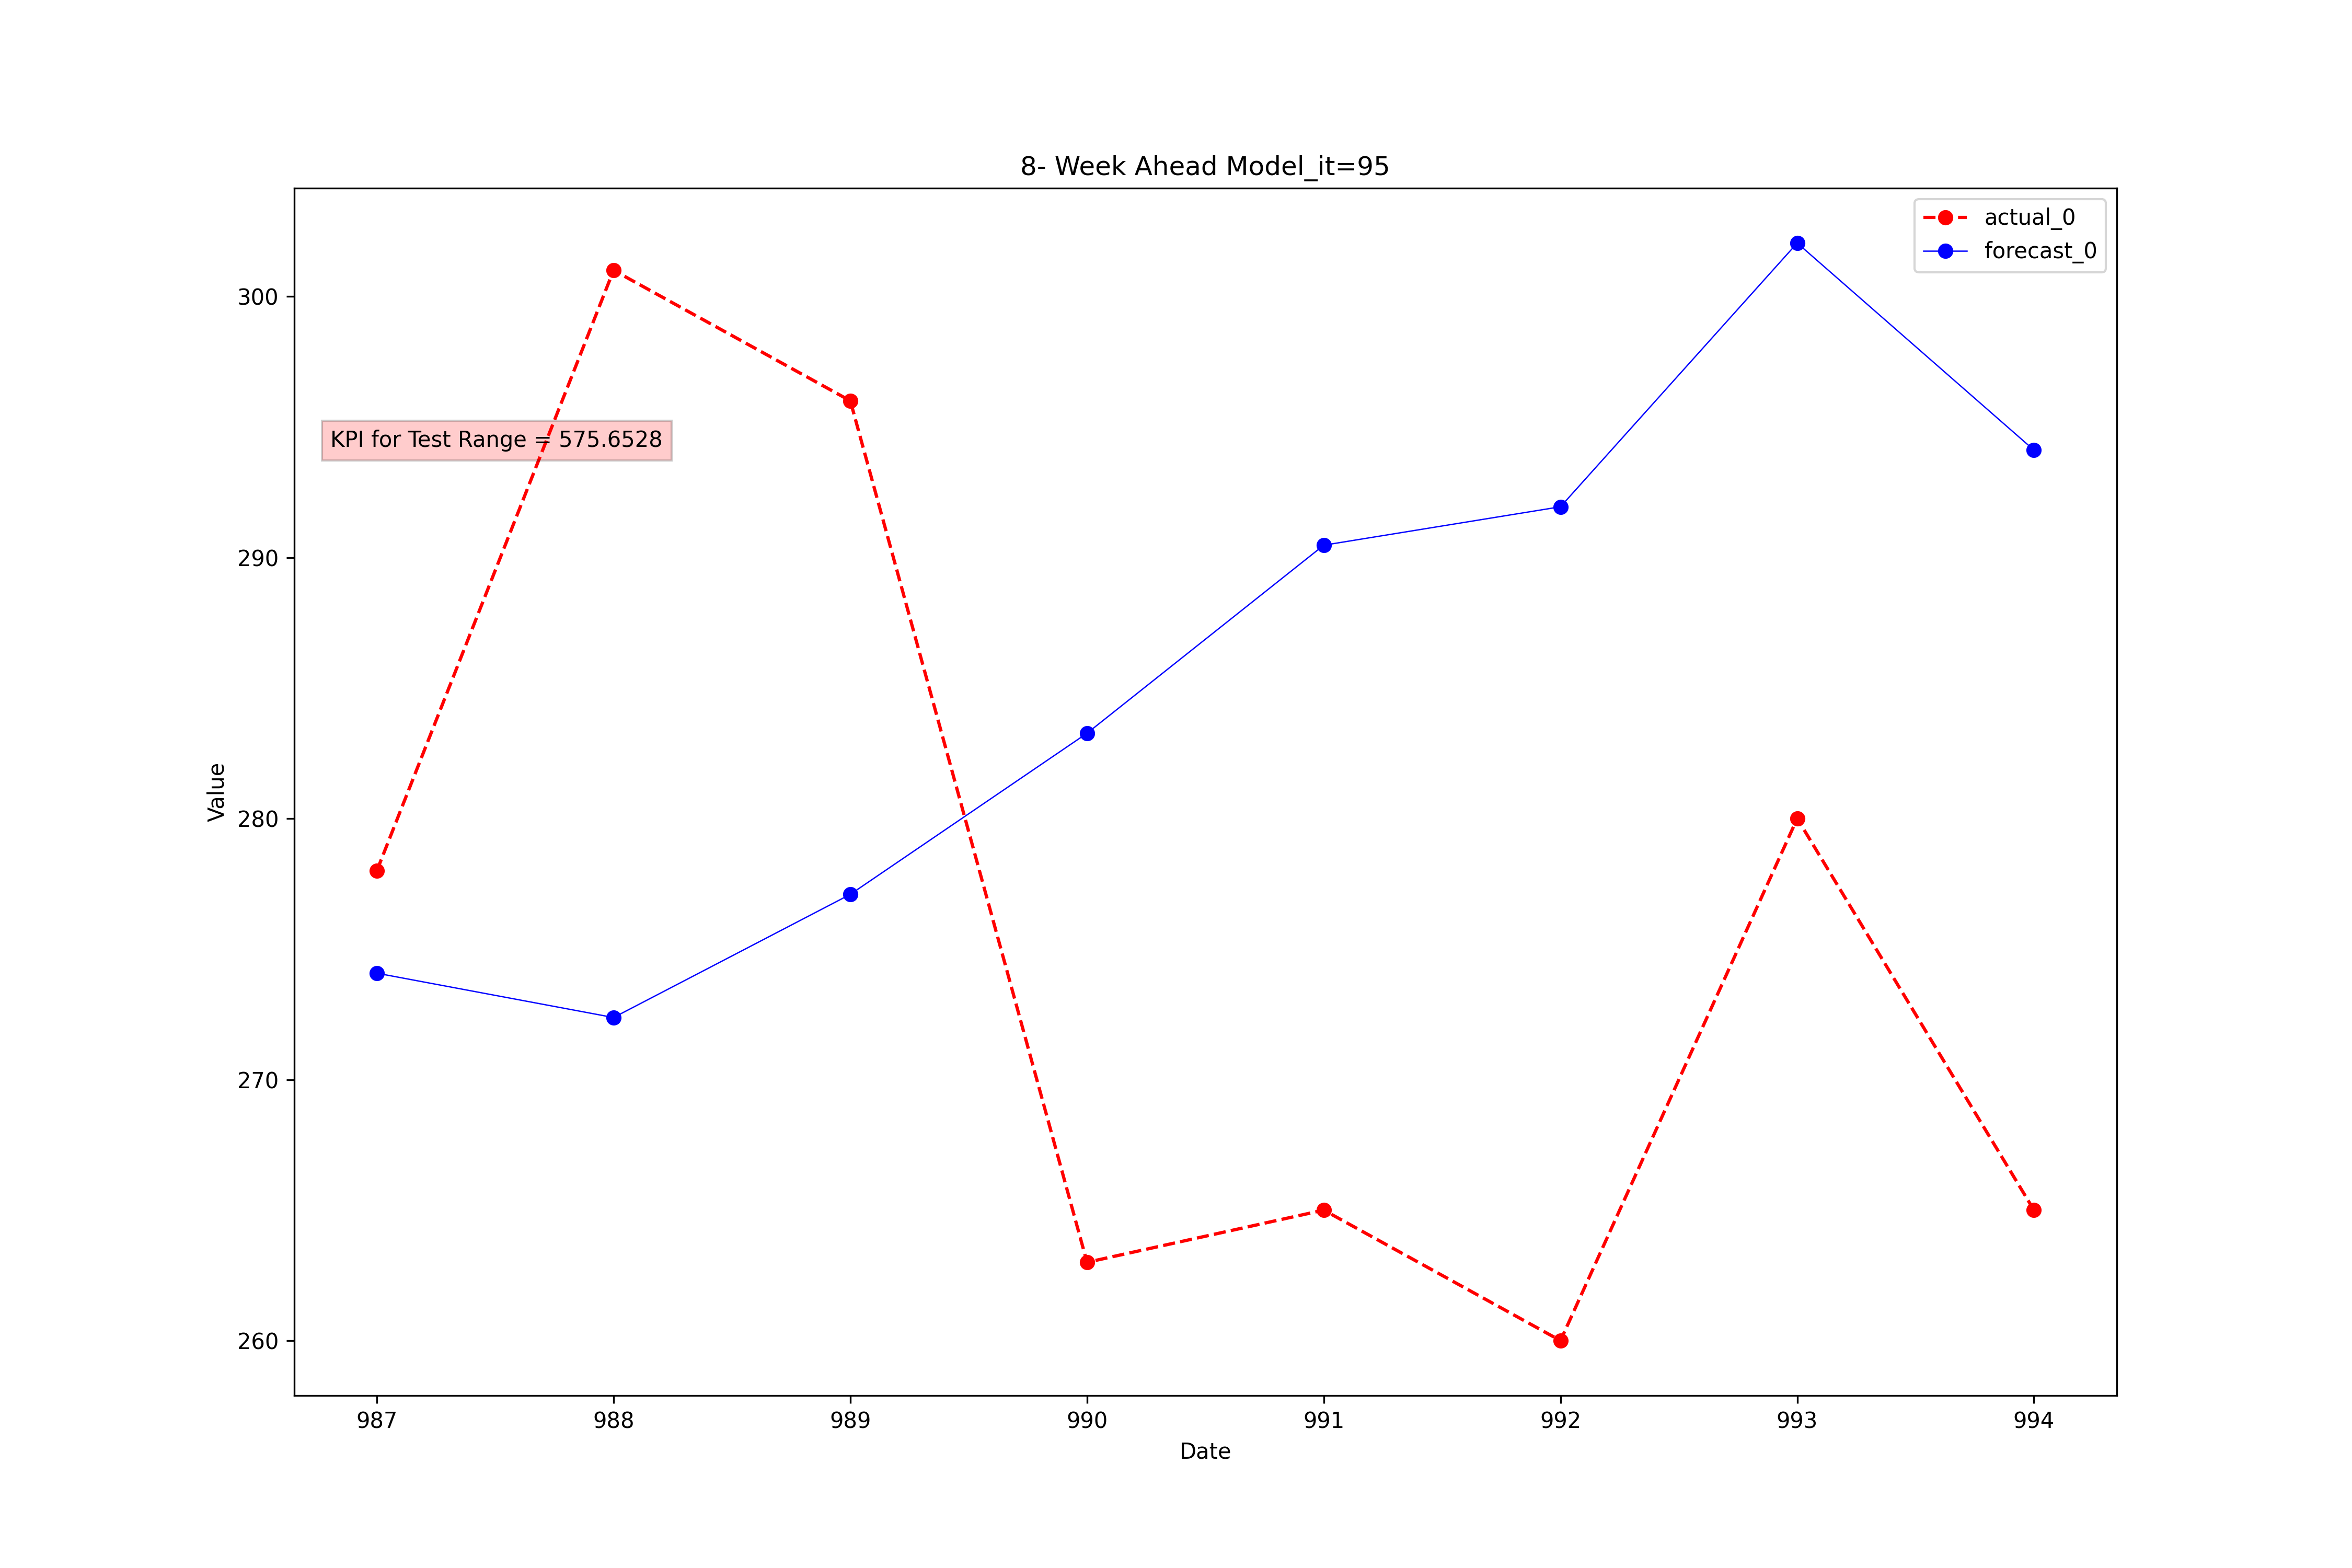 8- Week Ahead Model_it=95
actual_0
forecast_0
KPI for Test Range = 575.6528
Value
300
290
280
270
260
987 988 989 990 991 992 993 994
Date